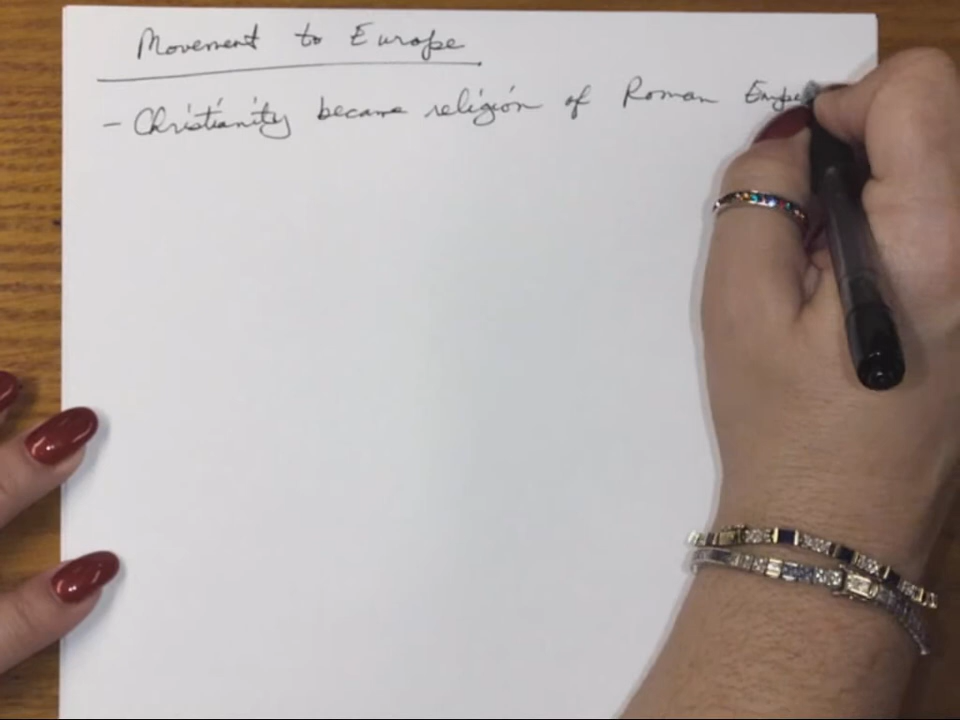 Movement to Europe
- Christianity became religion of Roman